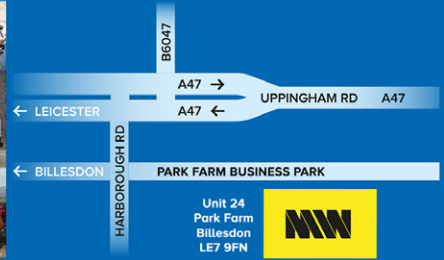 B6047
A47 →
UPPINGHAM RD A47
← LEICESTER
A47 ←
HARBOROUGH RD
← BILLESDON
PARK FARM BUSINESS PARK
Unit 24
Park Farm
Billesdon
LE7 9FN
MW